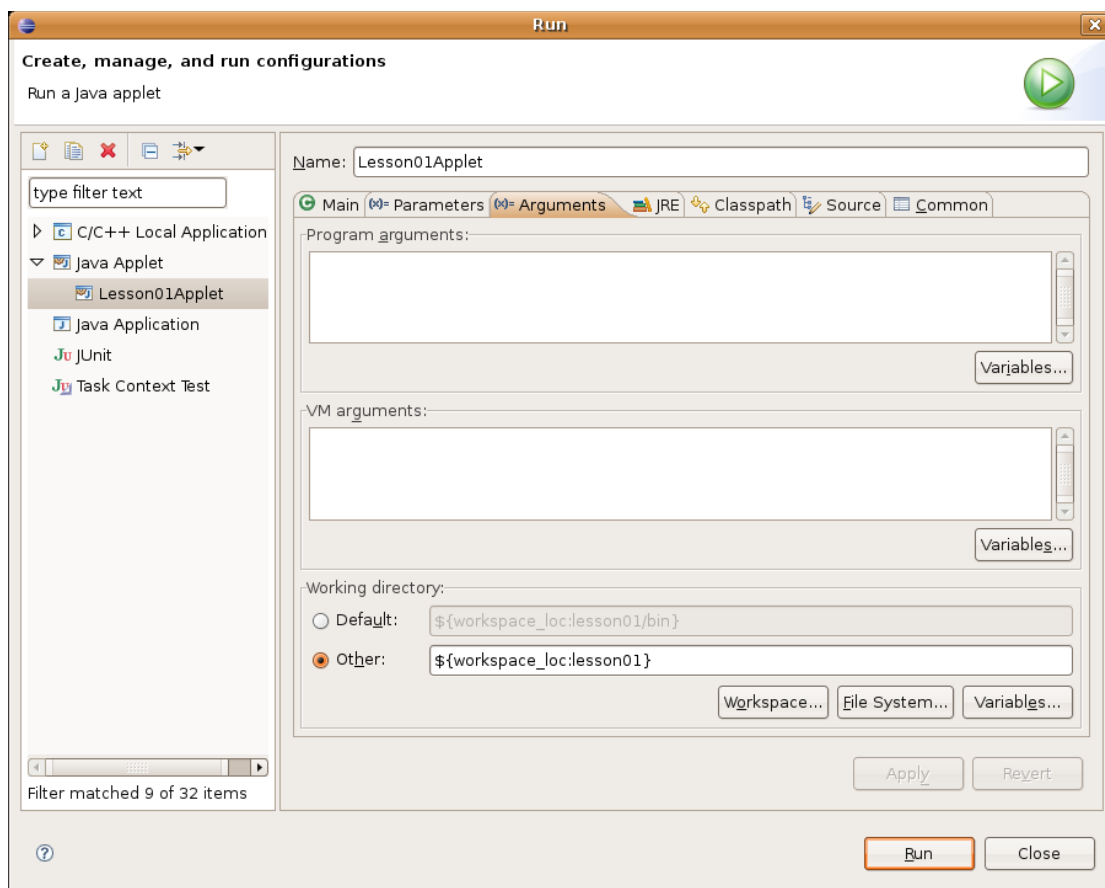 Run
Create, manage, and run configurations
Run a Java applet
type filter text
C/C++ Local Application
Java Applet
Lesson01Applet
Java Application
JUnit
Task Context Test
Filter matched 9 of 32 items
Name: Lesson01Applet
Main (x)= Parameters (x)= Arguments JRE Classpath Source Common
Program arguments:
Variables...
VM arguments:
Variables...
Working directory:
Default: ${workspace_loc:lesson01/bin}
Other: ${workspace_loc:lesson01}
Workspace... File System... Variables...
Apply Revert
Run Close